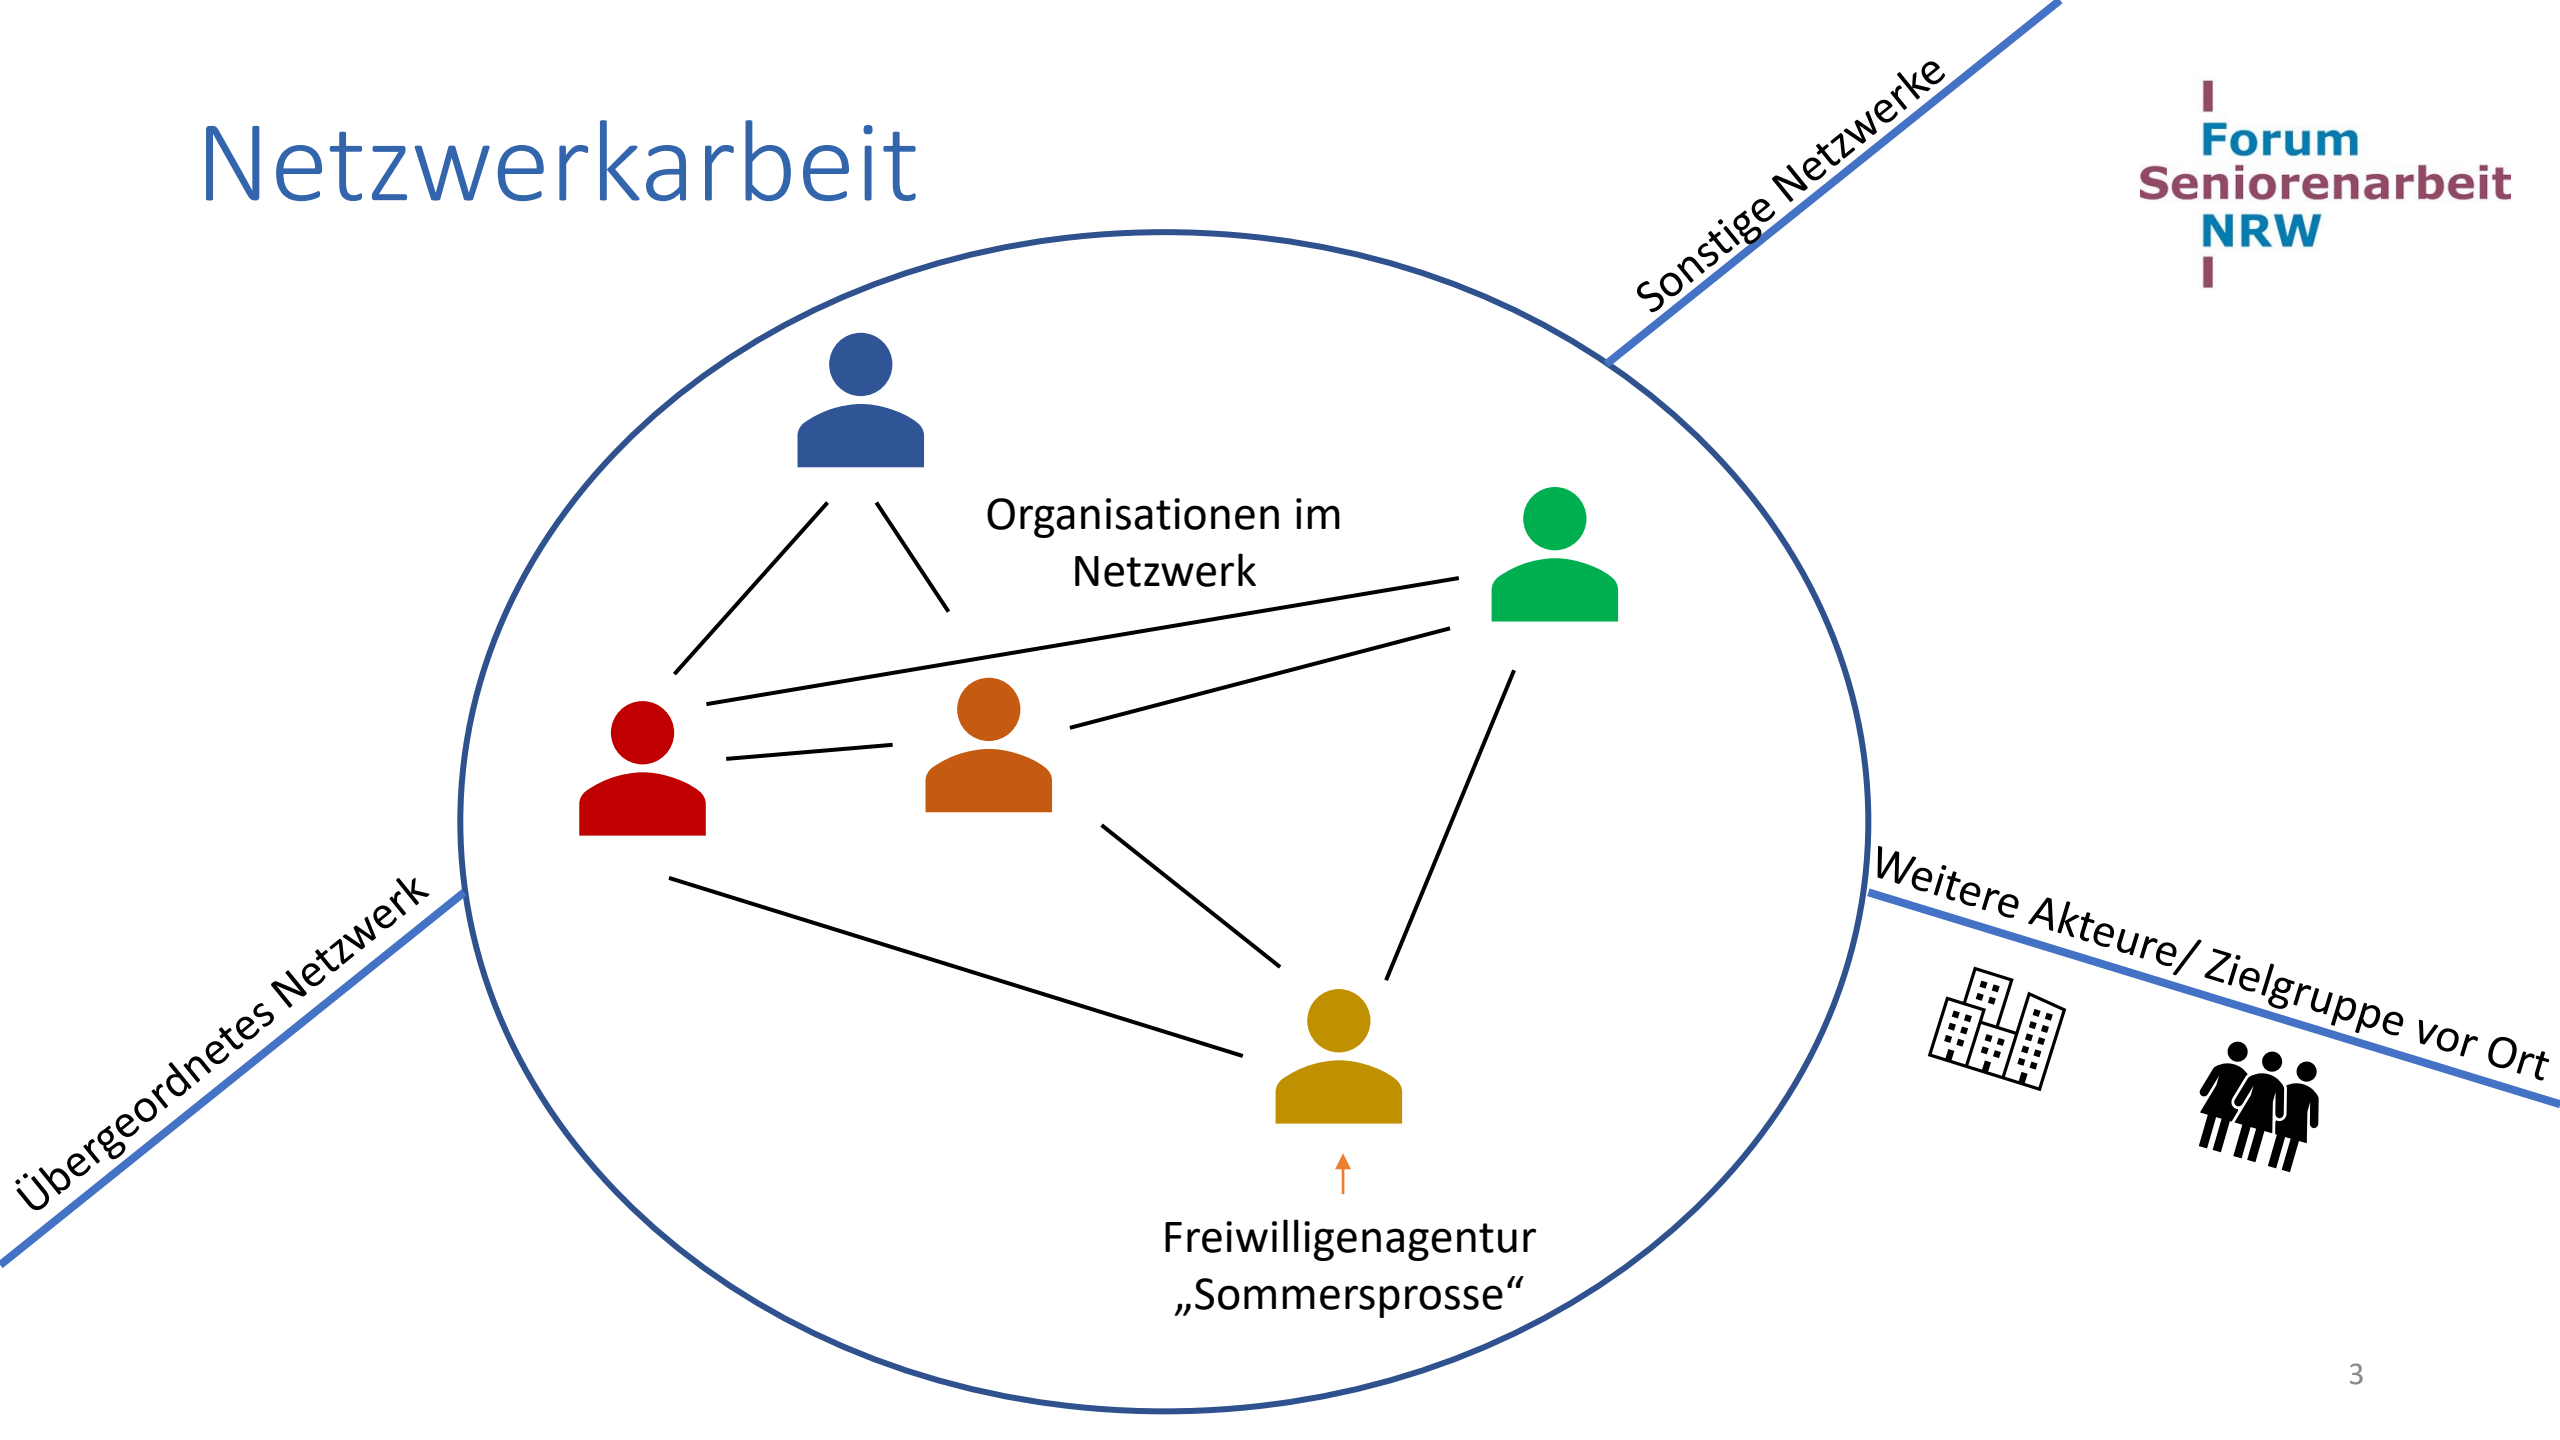 Netzwerkarbeit
Sonstige Netzwerke
Forum
Seniorenarbeit
NRW
Organisationen im
Netzwerk
Übergeordnetes Netzwerk
Weitere Akteure/ Zielgruppe vor Ort
Freiwilligenagentur
„Sommersprosse“
3